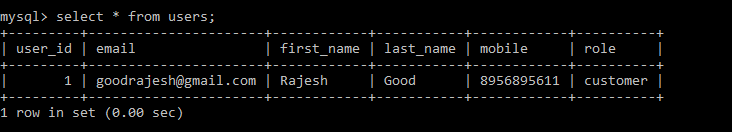 mysql> select * from users;
+---------+---------------------+------------+-----------+------------+----------+
| user_id | email               | first_name | last_name | mobile     | role     |
+---------+---------------------+------------+-----------+------------+----------+
|       1 | goodrajesh@gmail.com | Rajesh     | Good      | 8956895611 | customer |
+---------+---------------------+------------+-----------+------------+----------+
1 row in set (0.00 sec)